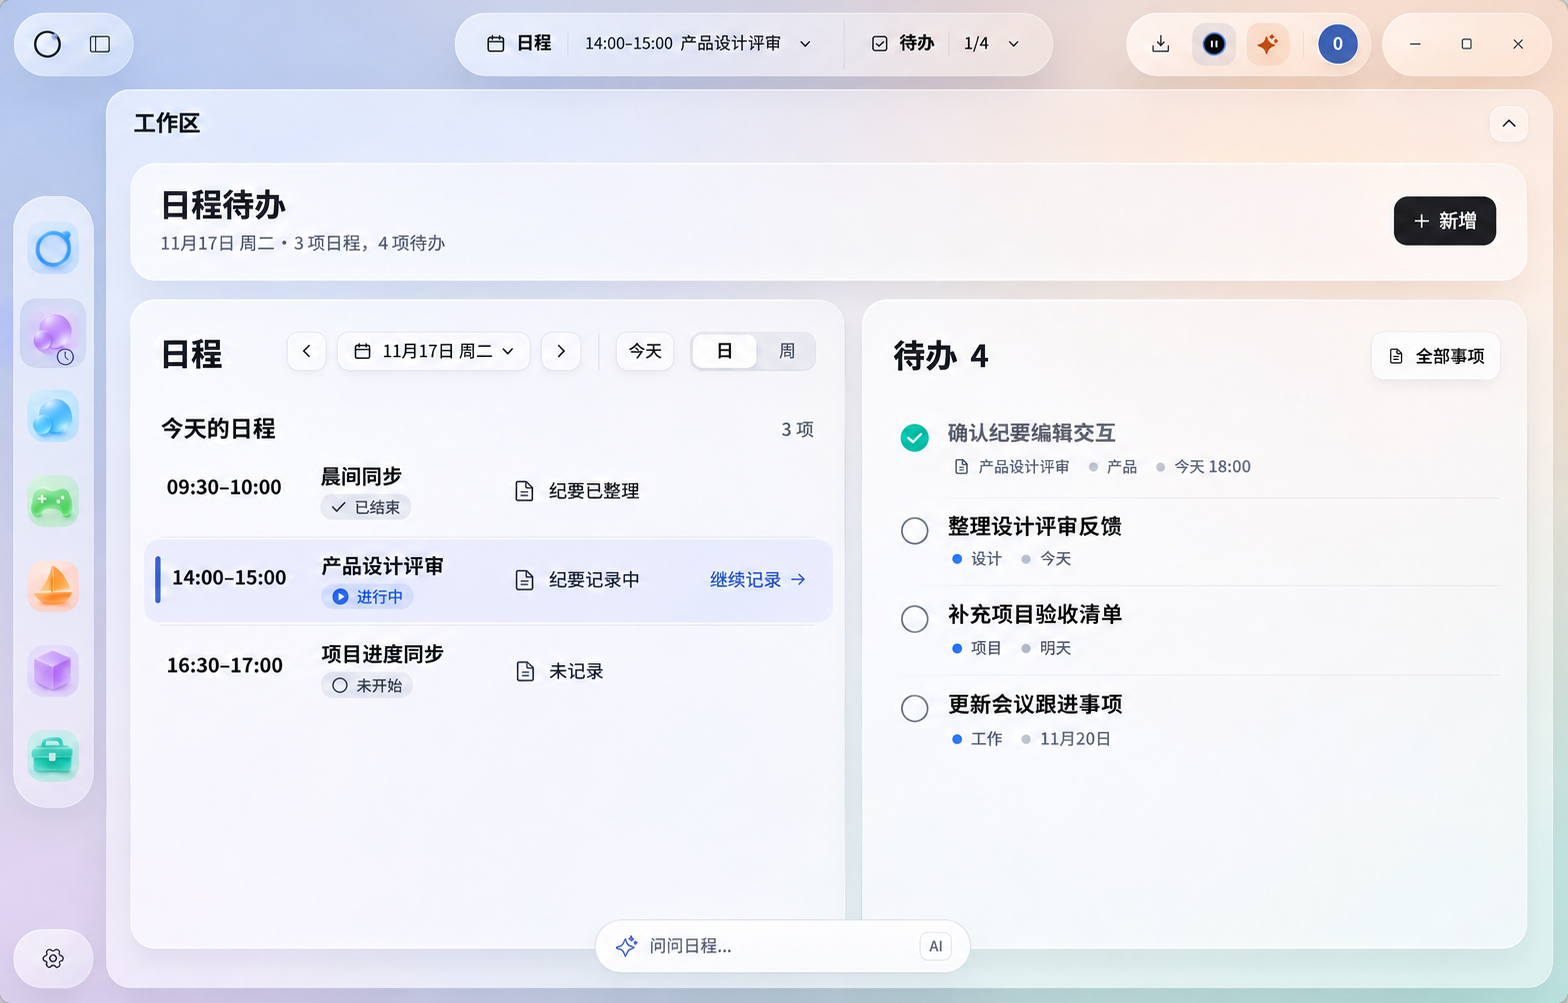 日程 14:00–15:00 产品设计评审 待办 1/4 0
工作区
日程待办
11月17日 周二・3 项日程，4 项待办
新增
日程 11月17日 周二 今天 日 周
今天的日程 3 项
09:30–10:00 晨间同步 纪要已整理
已结束
14:00–15:00 产品设计评审 纪要记录中 继续记录 →
进行中
16:30–17:00 项目进度同步 未记录
未开始
待办 4 全部事项
确认纪要编辑交互
产品设计评审 产品 今天 18:00
整理设计评审反馈
设计 今天
补充项目验收清单
项目 明天
更新会议跟进事项
工作 11月20日
问问日程... AI